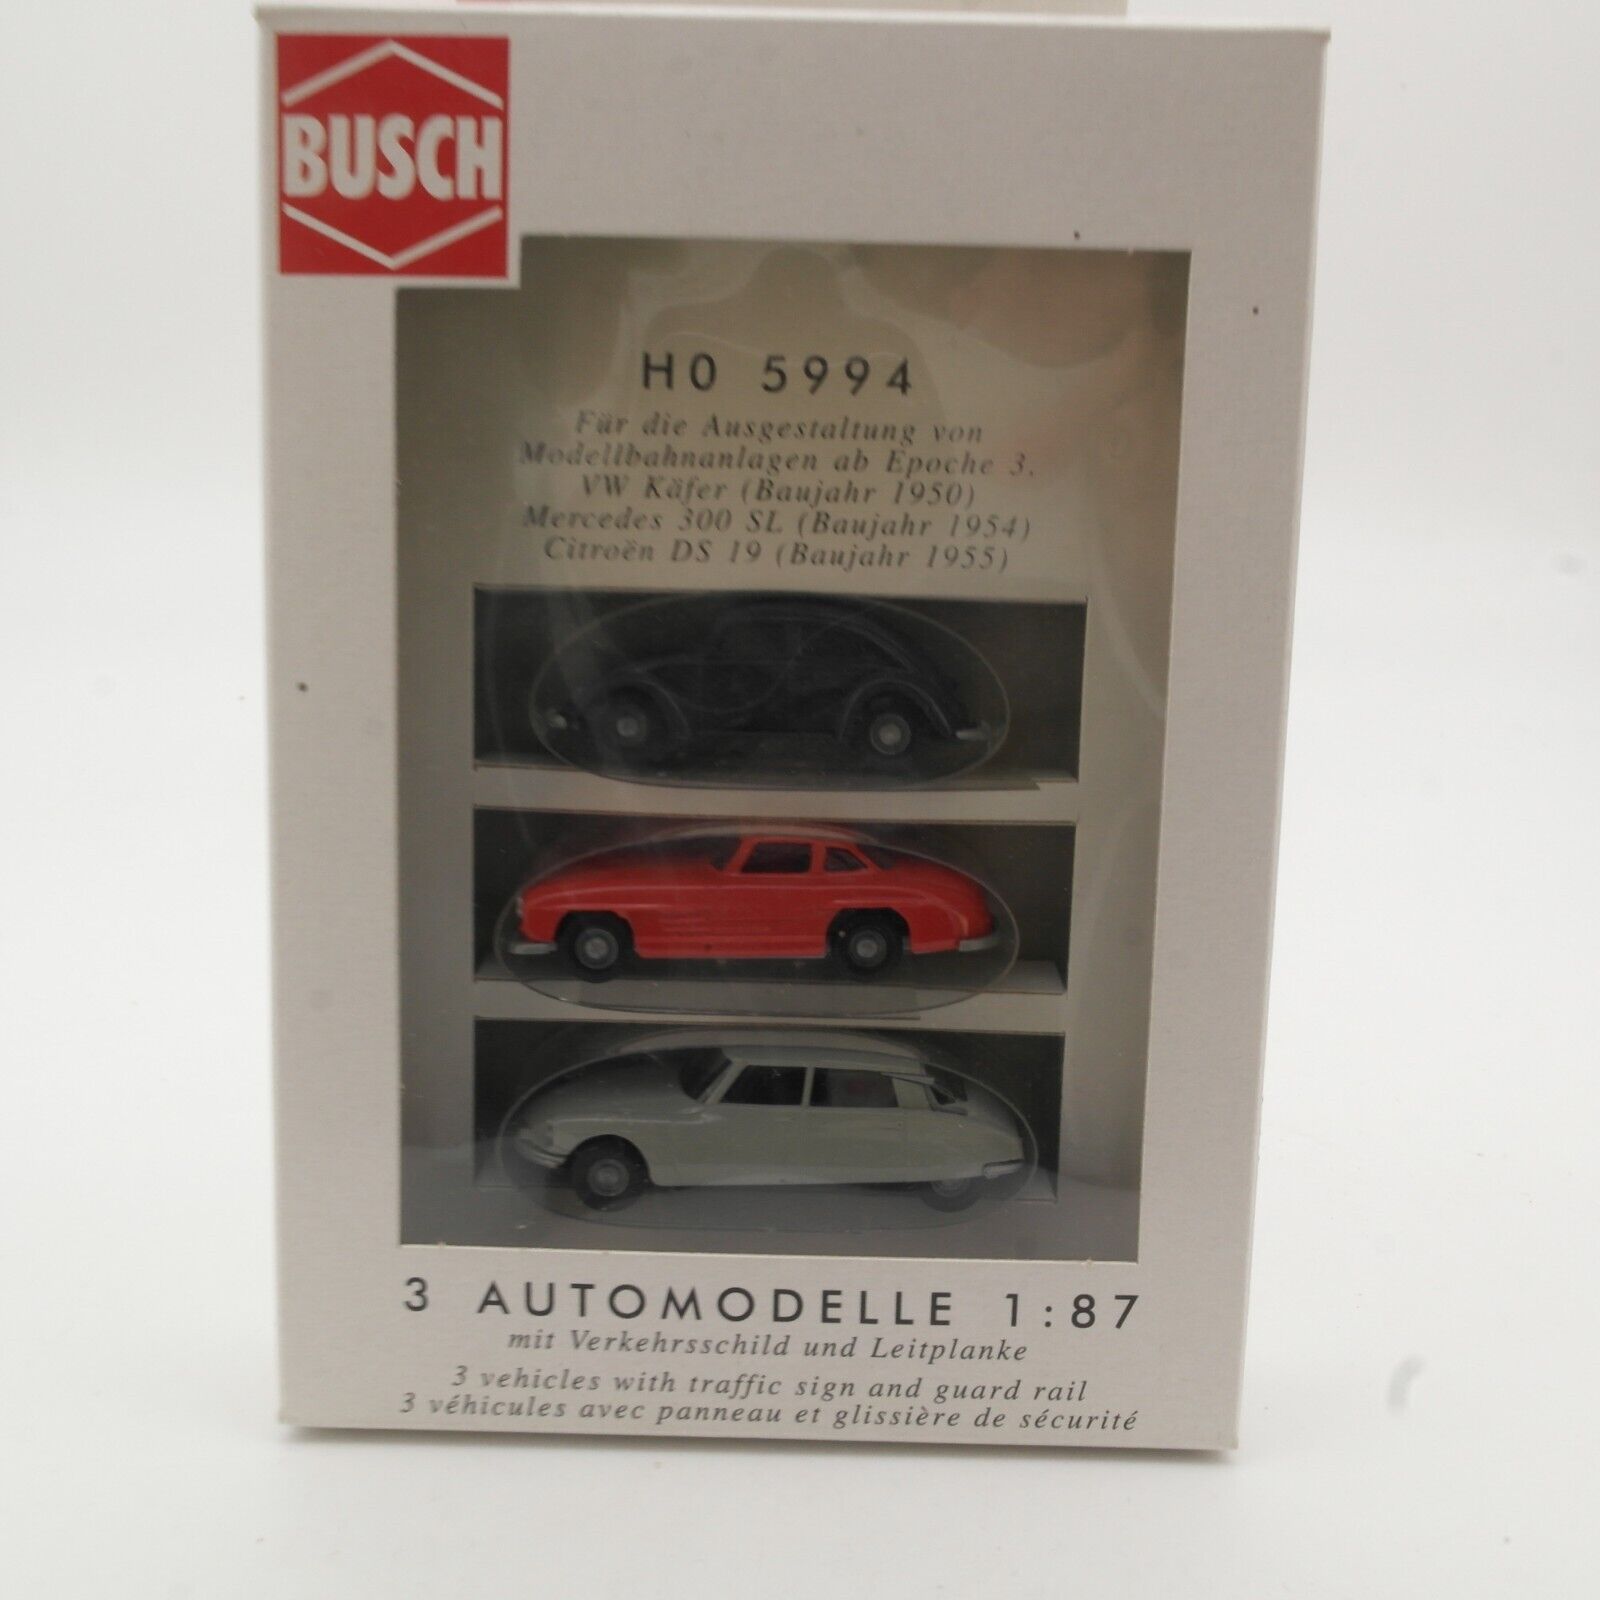 BUSCH
H0 5994
Für die Ausgestaltung von
Modellbahnanlagen ab Epoche 3.
VW Käfer (Baujahr 1950)
Mercedes 300 SL (Baujahr 1954)
Citroën DS 19 (Baujahr 1955)
3 AUTOMODELLE 1:87
mit Verkehrsschild und Leitplanke
3 vehicles with traffic sign and guard rail
3 véhicules avec panneau et glissière de sécurité